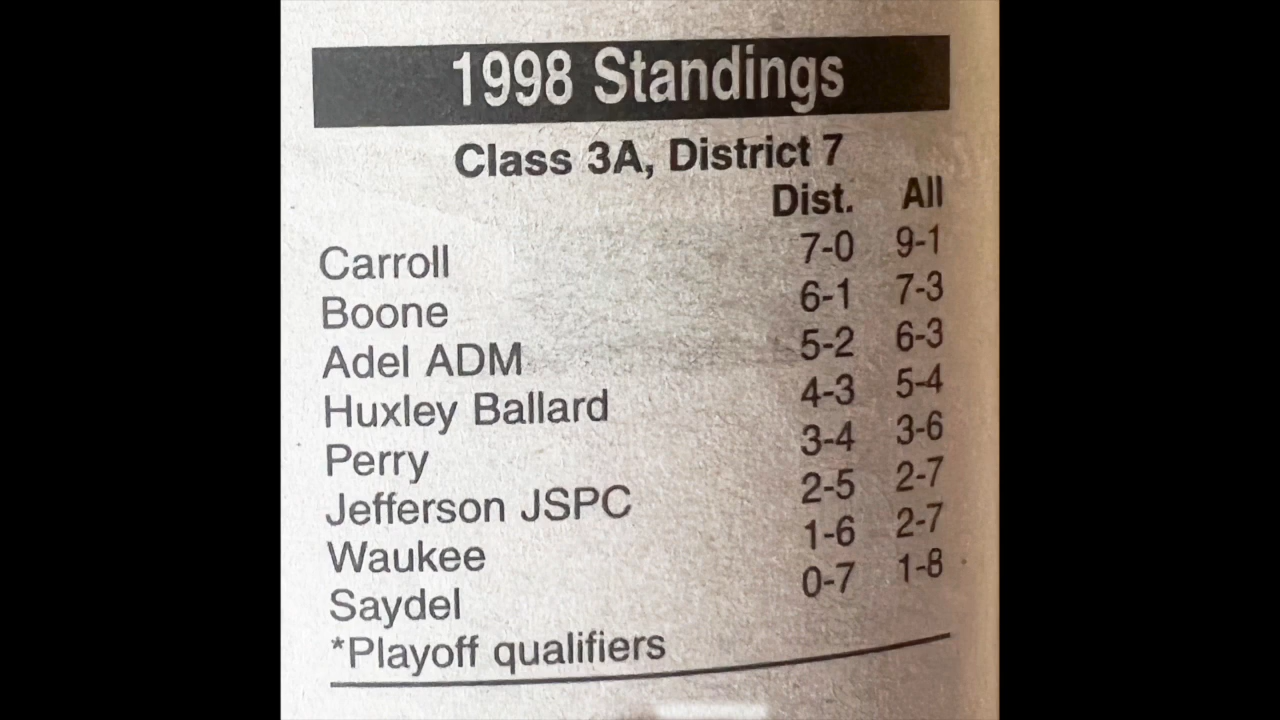 1998 Standings
Class 3A, District 7
Dist. All
Carroll 7-0 9-1
Boone 6-1 7-3
Adel ADM 5-2 6-3
Huxley Ballard 4-3 5-4
Perry 3-4 3-6
Jefferson JSPC 2-5 2-7
Waukee 1-6 2-7
Saydel 0-7 1-8
*Playoff qualifiers